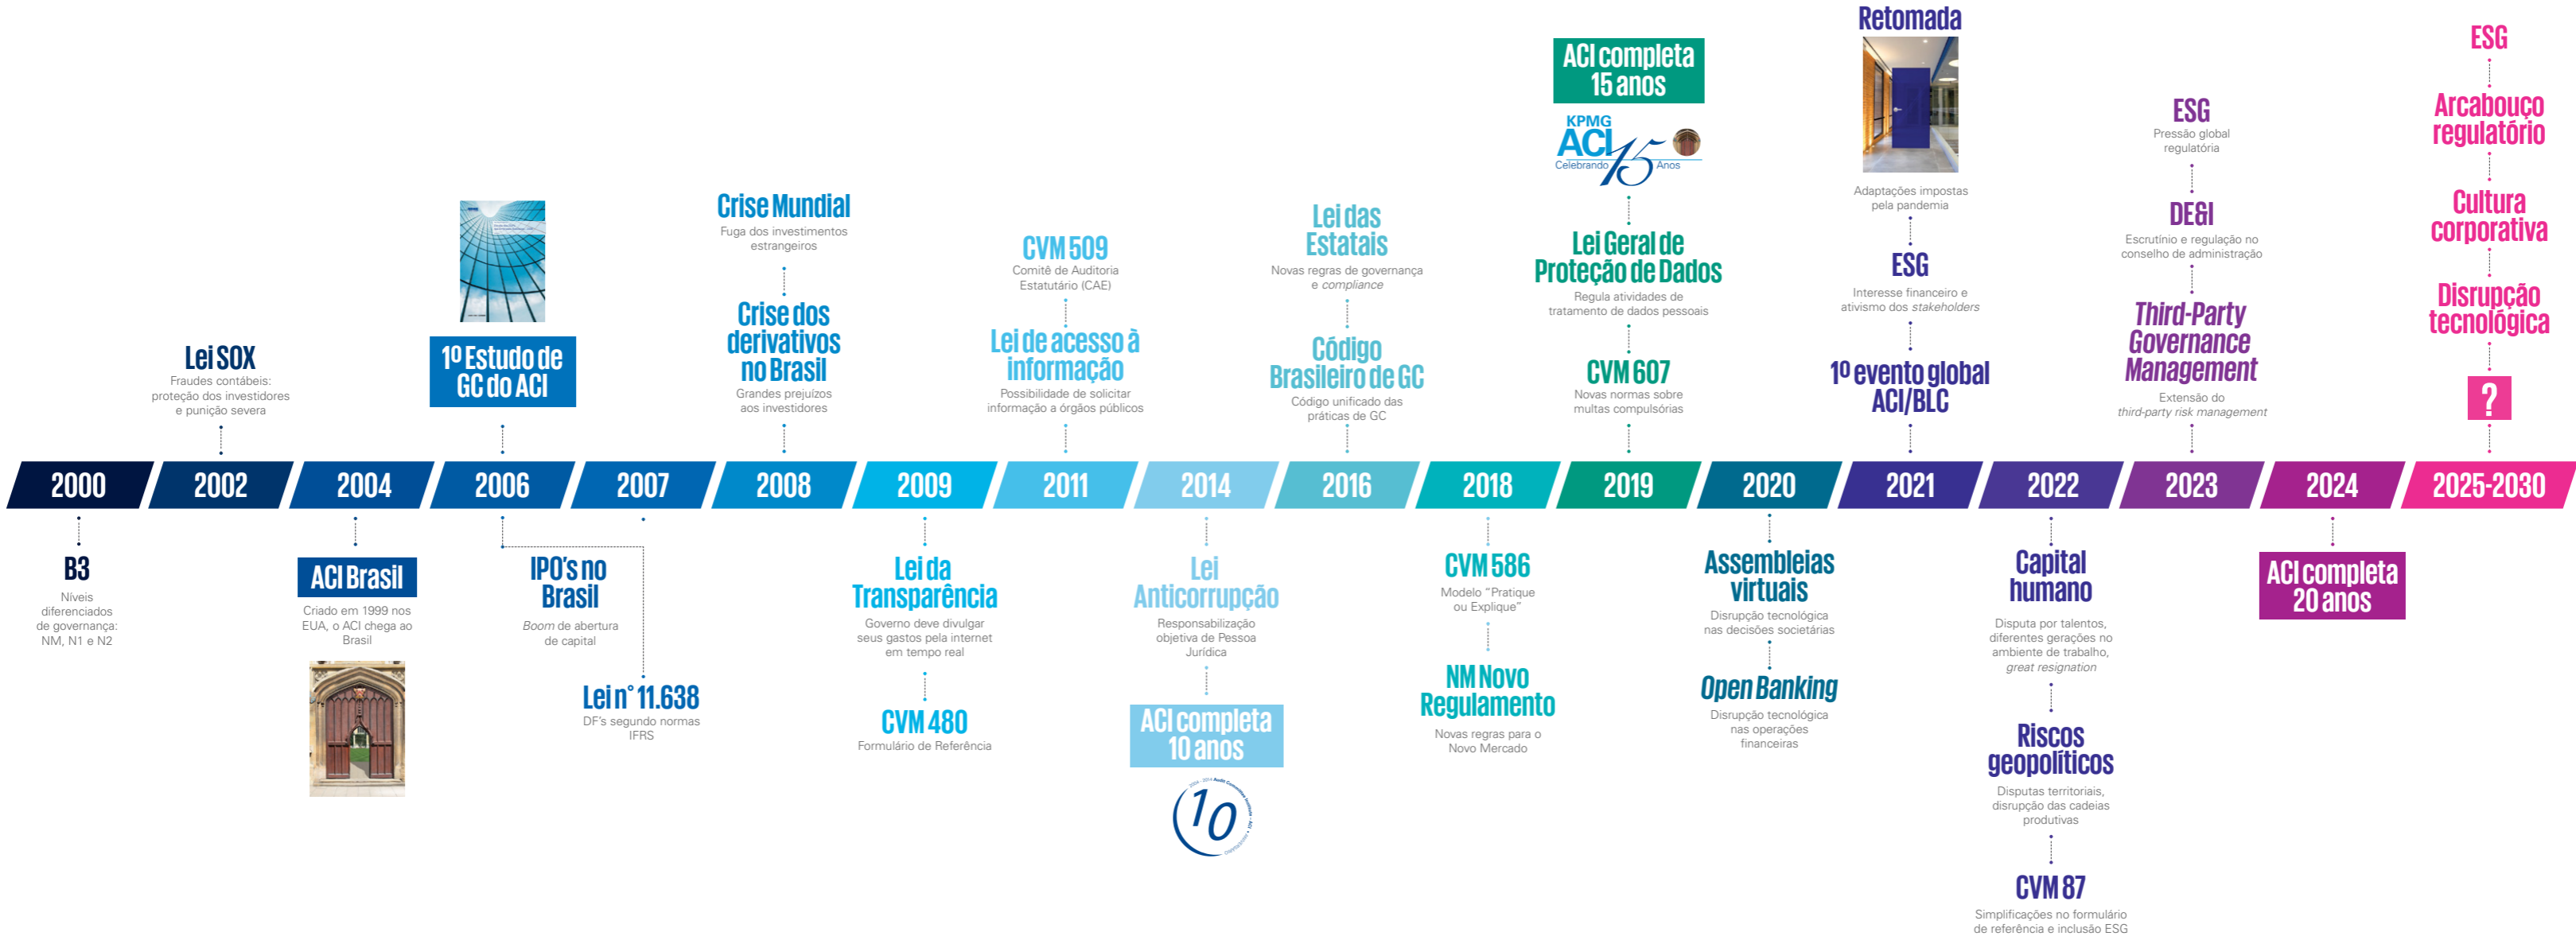 2000
B3
Níveis
diferenciados
de governança:
NM, N1 e N2
Lei SOX
Fraudes contábeis:
proteção dos investidores
e punição severa
2002
2004
ACI Brasil
Criado em 1999 nos
EUA, o ACI chega ao
Brasil
1º Estudo de
GC do ACI
2006
IPO's no
Brasil
Boom de abertura
de capital
2007
Lei n° 11.638
DF's segundo normas
IFRS
Crise Mundial
Fuga dos investimentos
estrangeiros
Crise dos
derivativos
no Brasil
Grandes prejuízos
aos investidores
2008
2009
Lei da
Transparência
Governo deve divulgar
seus gastos pela internet
em tempo real
CVM 480
Formulário de Referência
CVM 509
Comitê de Auditoria
Estatutário (CAE)
Lei de acesso à
informação
Possibilidade de solicitar
informação a órgãos públicos
2011
2014
Lei
Anticorrupção
Responsabilização
objetiva de Pessoa
Jurídica
ACI completa
10 anos
10
Lei das
Estatais
Novas regras de governança
e compliance
Código
Brasileiro de GC
Código unificado das
práticas de GC
2016
2018
CVM 586
Modelo “Pratique
ou Explique”
NM Novo
Regulamento
Novas regras para o
Novo Mercado
ACI completa
15 anos
KPMG
ACI
Celebrando 15 Anos
Lei Geral de
Proteção de Dados
Regula atividades de
tratamento de dados pessoais
CVM 607
Novas normas sobre
multas compulsórias
2019
2020
Assembleias
virtuais
Disrupção tecnológica
nas decisões societárias
Open Banking
Disrupção tecnológica
nas operações
financeiras
Retomada
Adaptações impostas
pela pandemia
ESG
Interesse financeiro e
ativismo dos stakeholders
1º evento global
ACI/BLC
2021
2022
Capital
humano
Disputa por talentos,
diferentes gerações no
ambiente de trabalho,
great resignation
Riscos
geopolíticos
Disputas territoriais,
disrupção das cadeias
produtivas
CVM 87
Simplificações no formulário
de referência e inclusão ESG
ESG
Pressão global
regulatória
DE&I
Escrutínio e regulação no
conselho de administração
Third-Party
Governance
Management
Extensão do
third-party risk management
2023
2024
ACI completa
20 anos
ESG
Arcabouço
regulatório
Cultura
corporativa
Disrupção
tecnológica
?
2025-2030